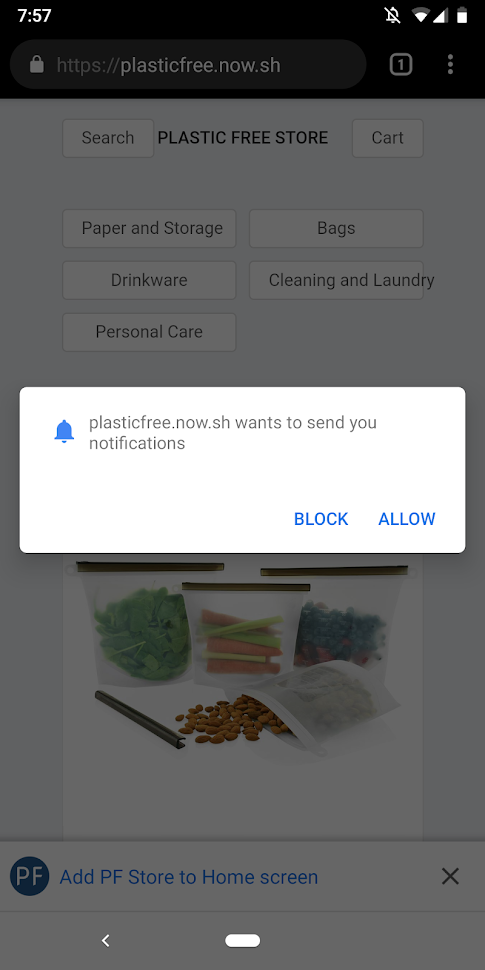 7:57
https://plasticfree.now.sh
1
Search
PLASTIC FREE STORE
Cart
Paper and Storage
Bags
Drinkware
Cleaning and Laundry
Personal Care
plasticfree.now.sh wants to send you
notifications
BLOCK
ALLOW
PF
Add PF Store to Home screen